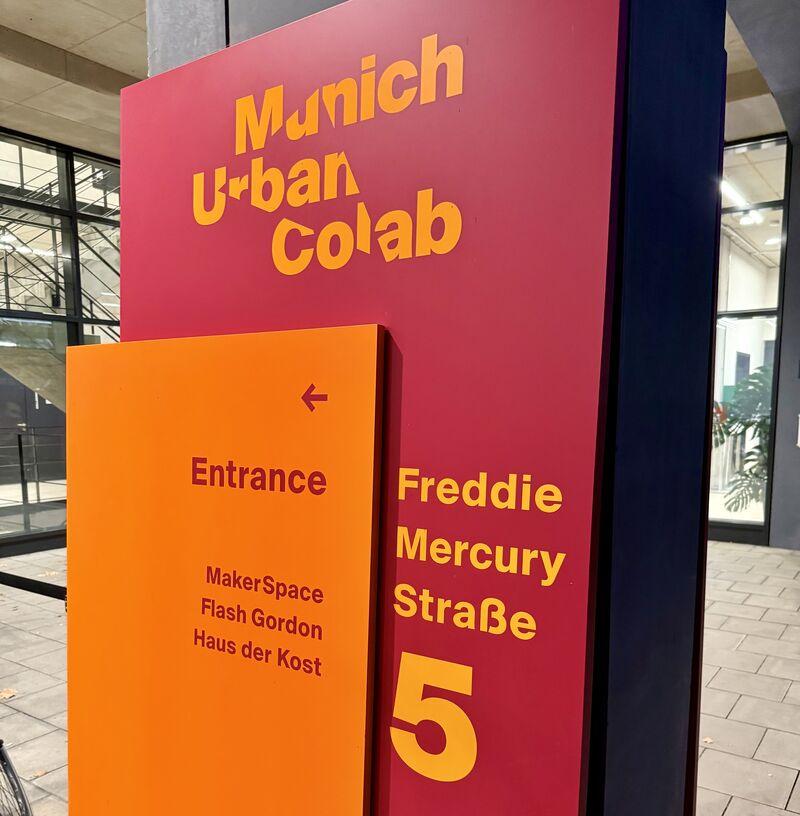 Munich
Urban
Colab
←
Entrance
MakerSpace
Flash Gordon
Haus der Kost
Freddie
Mercury
Straße
5